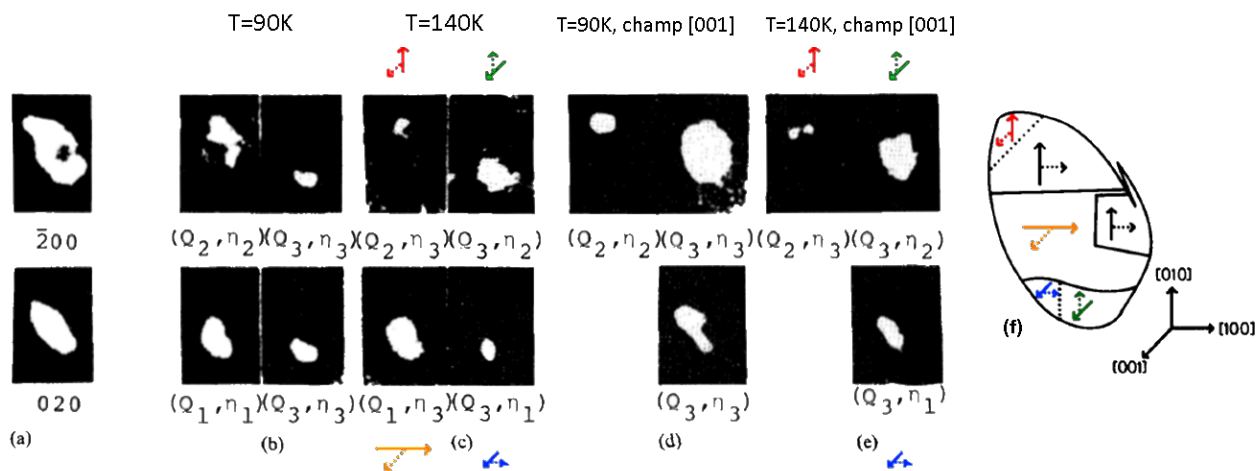 T=90K T=140K T=90K, champ [001] T=140K, champ [001]
2̅00 (Q₂,η₂)(Q₃,η₃)(Q₂,η₃)(Q₃,η₂) (Q₂,η₂)(Q₃,η₃) (Q₂,η₃)(Q₃,η₂)
[010]
(f)
[100]
[001]
020 (Q₁,η₁)(Q₃,η₃)(Q₁,η₃)(Q₃,η₁) (Q₃,η₃) (Q₃,η₁)
(a) (b) (c) (d) (e)